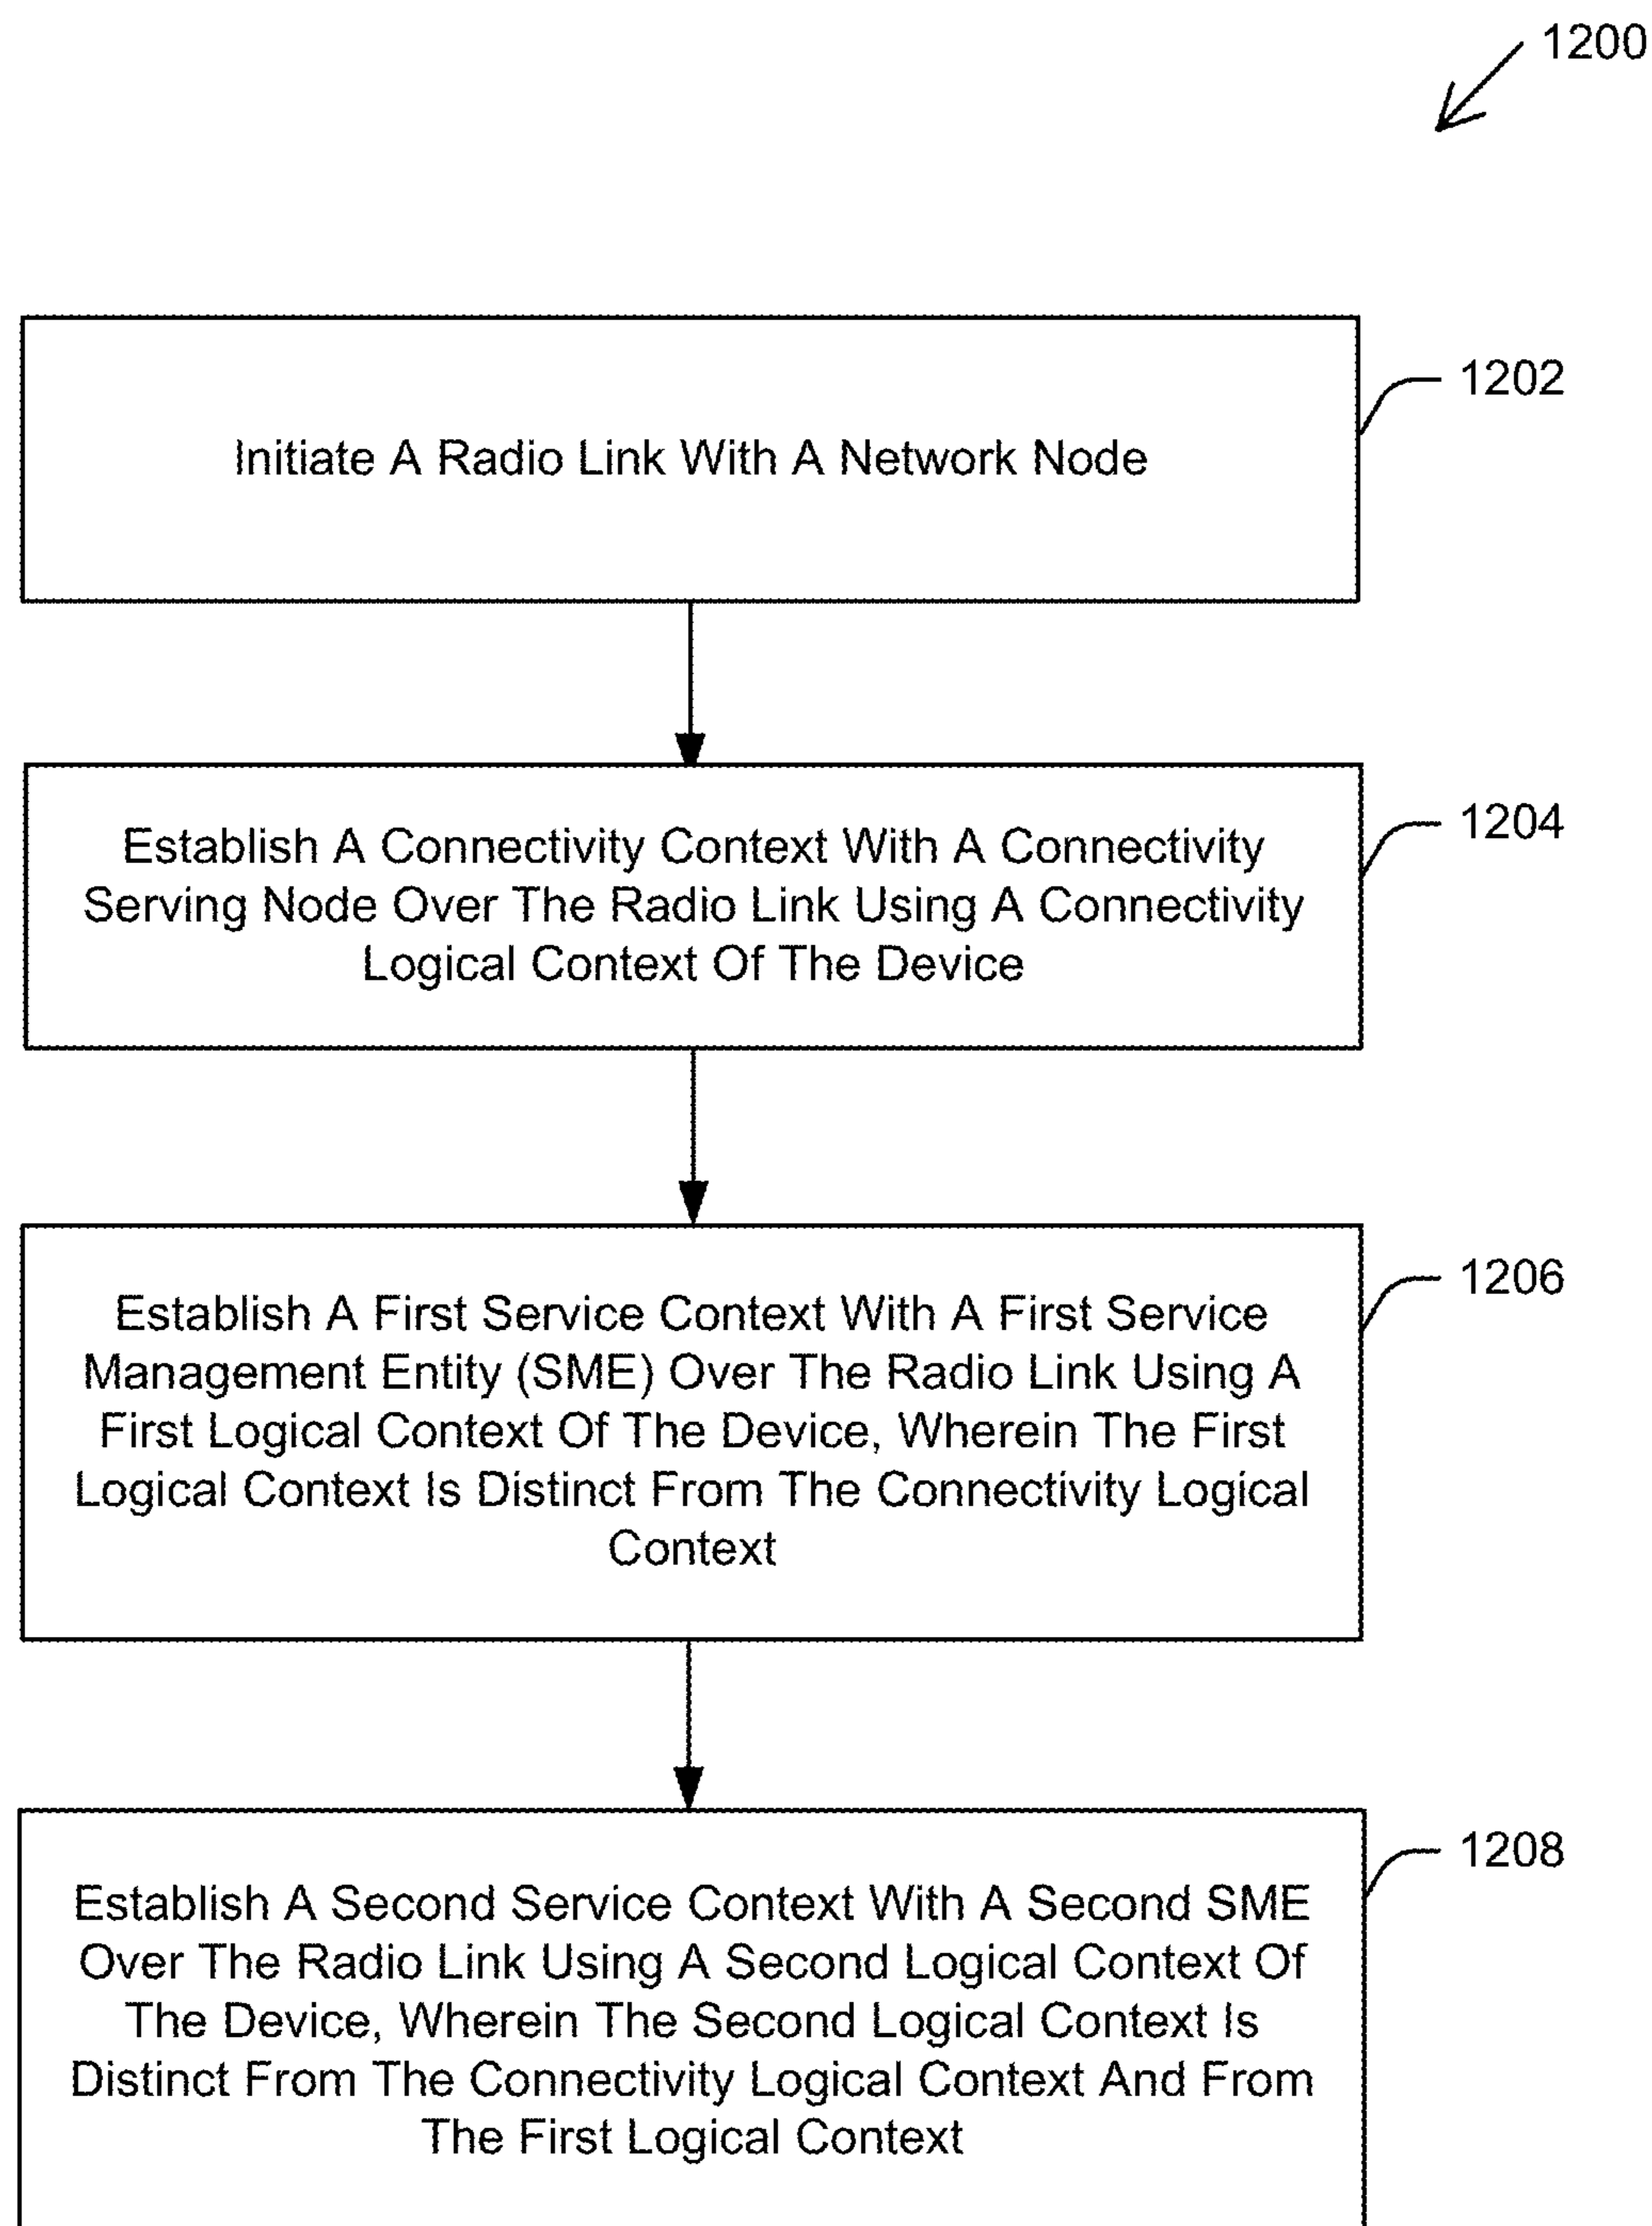 1200
Initiate A Radio Link With A Network Node
1202
Establish A Connectivity Context With A Connectivity
Serving Node Over The Radio Link Using A Connectivity
Logical Context Of The Device
1204
Establish A First Service Context With A First Service
Management Entity (SME) Over The Radio Link Using A
First Logical Context Of The Device, Wherein The First
Logical Context Is Distinct From The Connectivity Logical
Context
1206
Establish A Second Service Context With A Second SME
Over The Radio Link Using A Second Logical Context Of
The Device, Wherein The Second Logical Context Is
Distinct From The Connectivity Logical Context And From
The First Logical Context
1208